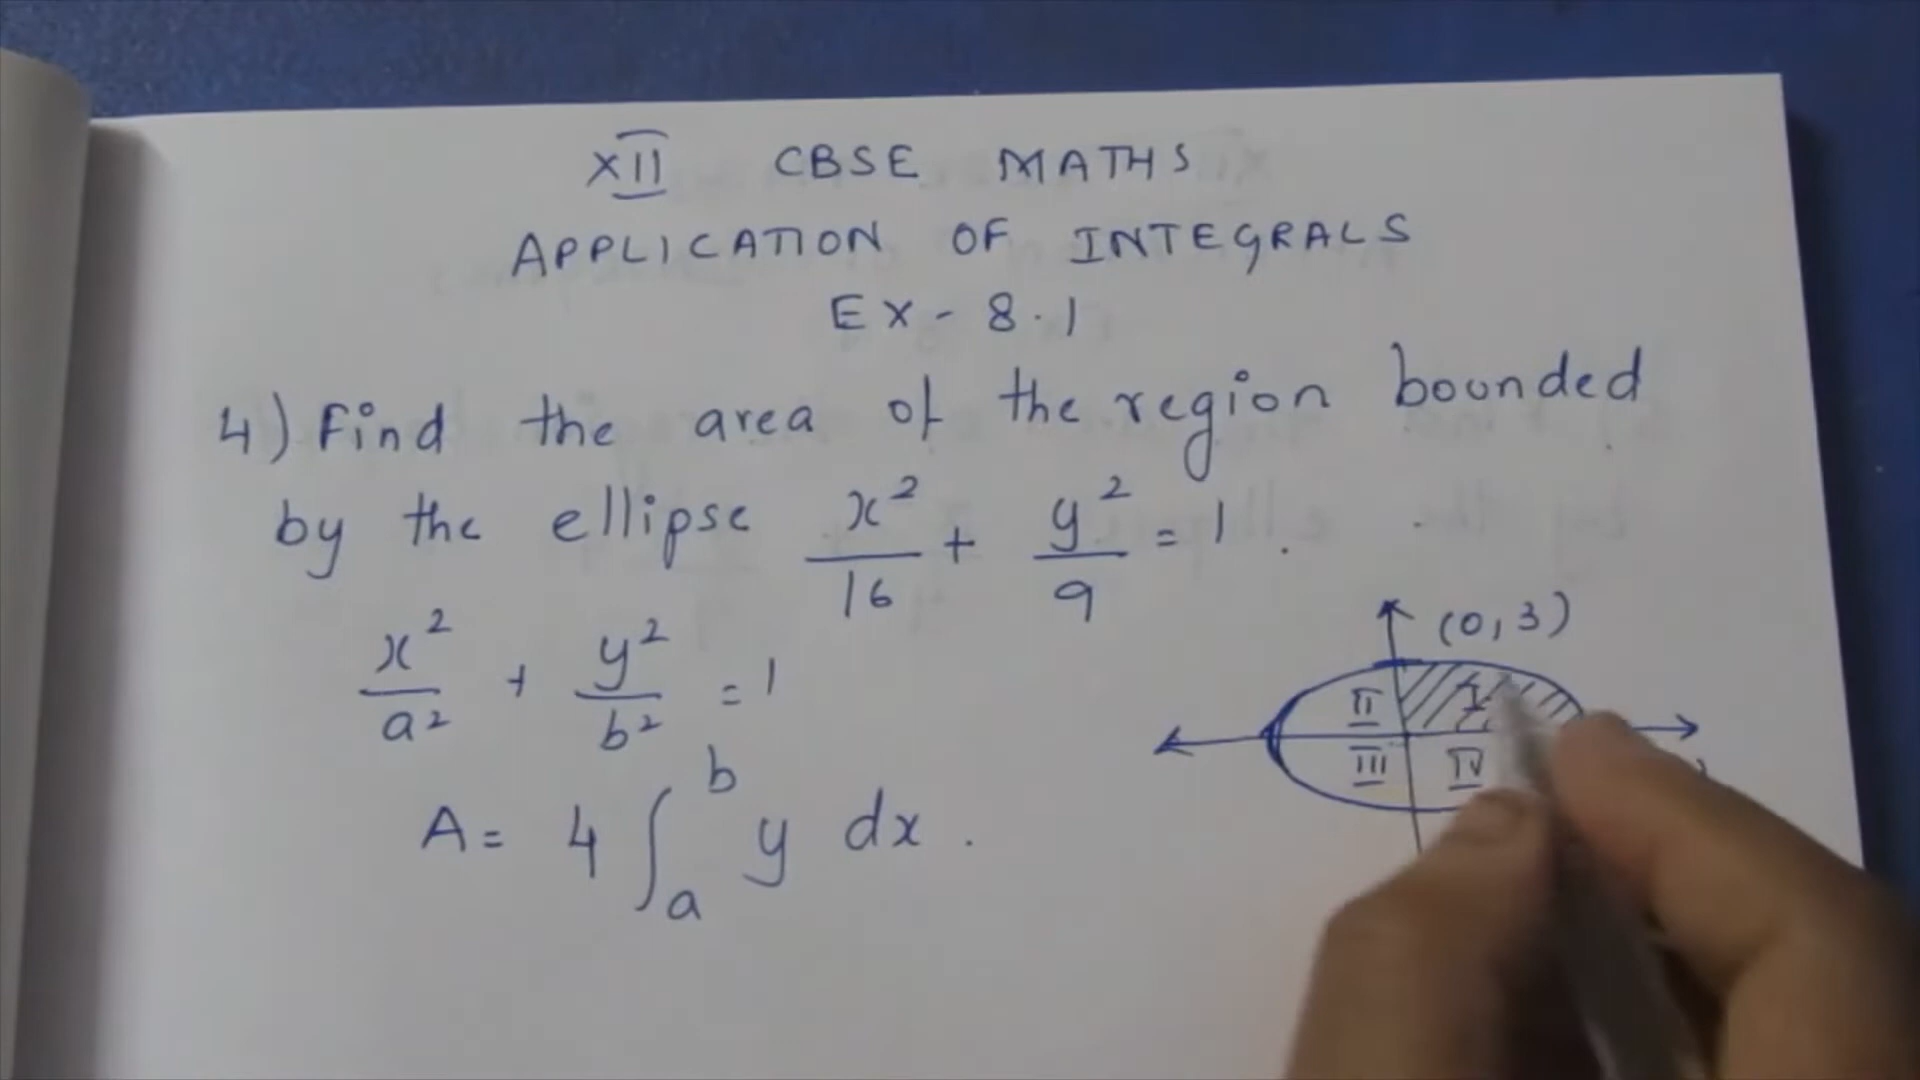 XII CBSE MATHS
APPLICATION OF INTEGRALS
EX - 8.1
4) Find the area of the region bounded
by the ellipse x²/16 + y²/9 = 1.
x²/a² + y²/b² = 1
(0,3)
II I
III IV
A = 4 ∫_a^b y dx.